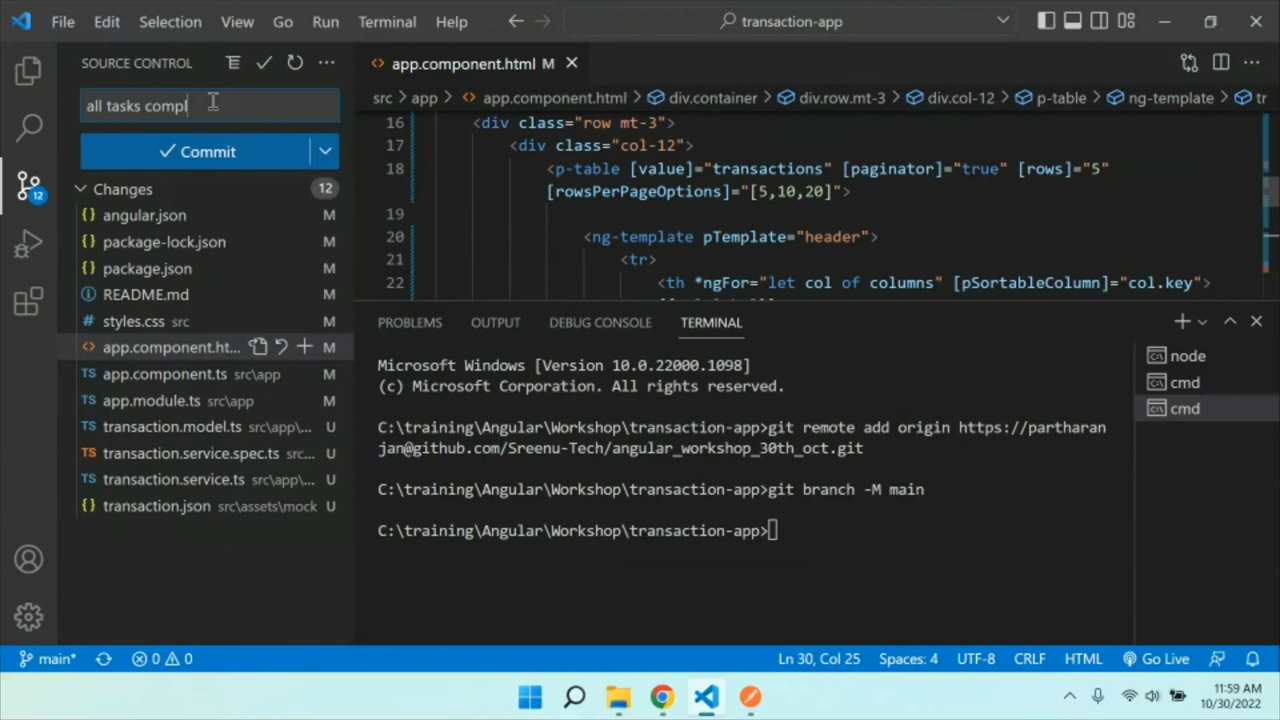 File Edit Selection View Go Run Terminal Help
transaction-app
SOURCE CONTROL
all tasks compl
Commit
Changes 12
12
{} angular.json M
{} package-lock.json M
{} package.json M
README.md M
# styles.css src M
<> app.component.ht... M
TS app.component.ts src\app M
TS app.module.ts src\app M
TS transaction.model.ts src\app\... U
TS transaction.service.spec.ts src... U
TS transaction.service.ts src\app\... U
{} transaction.json src\assets\mock U
<> app.component.html M
src > app > <> app.component.html > div.container > div.row.mt-3 > div.col-12 > p-table > ng-template > tr
16 <div class="row mt-3">
17 <div class="col-12">
18 <p-table [value]="transactions" [paginator]="true" [rows]="5"
[rowsPerPageOptions]="[5,10,20]">
19
20 <ng-template pTemplate="header">
21 <tr>
22 <th *ngFor="let col of columns" [pSortableColumn]="col.key">
PROBLEMS OUTPUT DEBUG CONSOLE TERMINAL
Microsoft Windows [Version 10.0.22000.1098]
(c) Microsoft Corporation. All rights reserved.
C:\training\Angular\Workshop\transaction-app>git remote add origin https://partharan
jan@github.com/Sreenu-Tech/angular_workshop_30th_oct.git
C:\training\Angular\Workshop\transaction-app>git branch -M main
C:\training\Angular\Workshop\transaction-app>
node
cmd
cmd
main* 0 0 Ln 30, Col 25 Spaces: 4 UTF-8 CRLF HTML Go Live
11:59 AM
10/30/2022